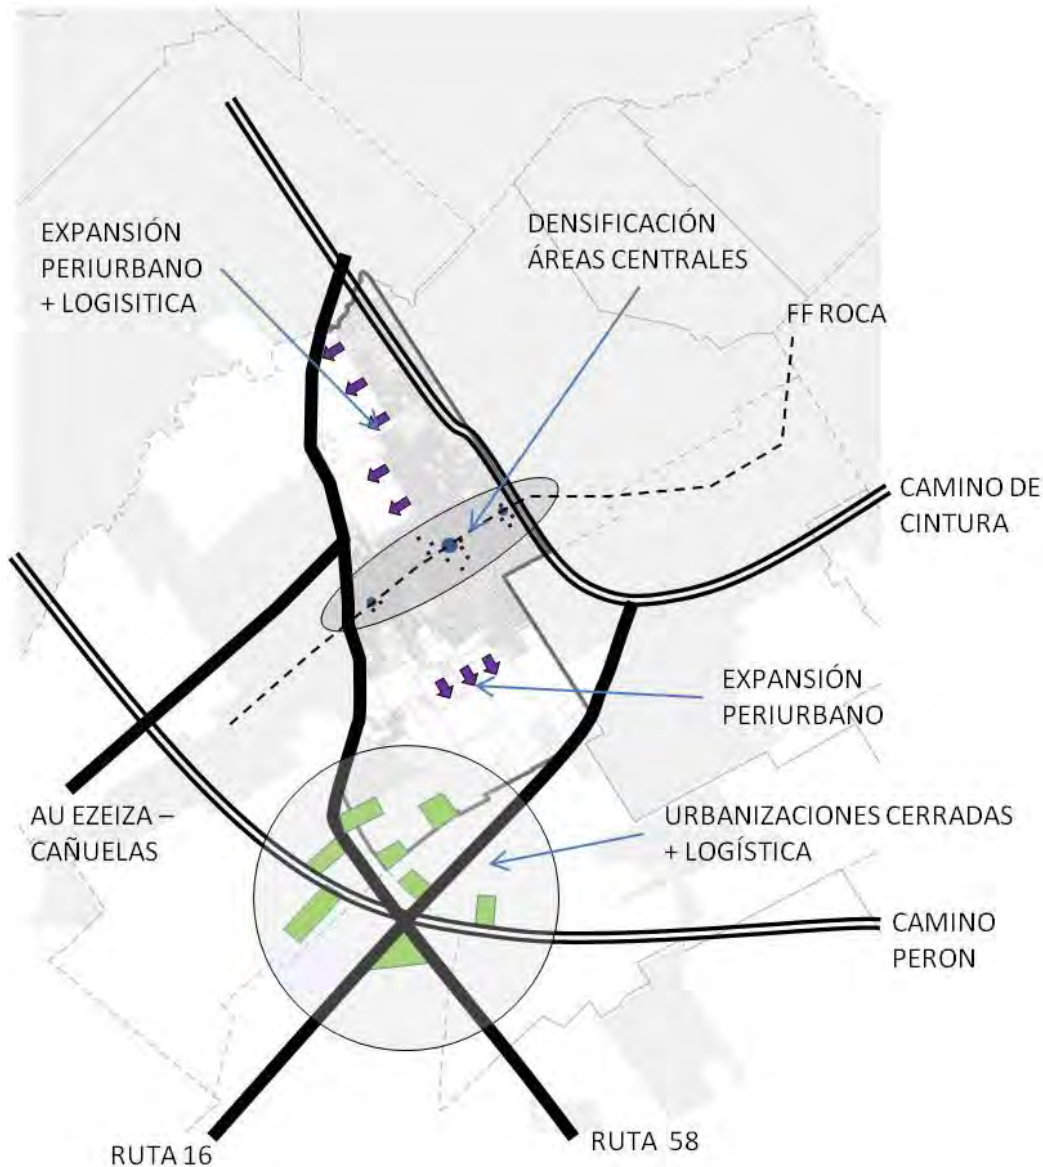 EXPANSIÓN
PERIURBANO
+ LOGISITICA
DENSIFICACIÓN
ÁREAS CENTRALES
FF ROCA
CAMINO DE
CINTURA
EXPANSIÓN
PERIURBANO
AU EZEIZA –
CAÑUELAS
URBANIZACIONES CERRADAS
+ LOGÍSTICA
CAMINO
PERON
RUTA 16
RUTA 58